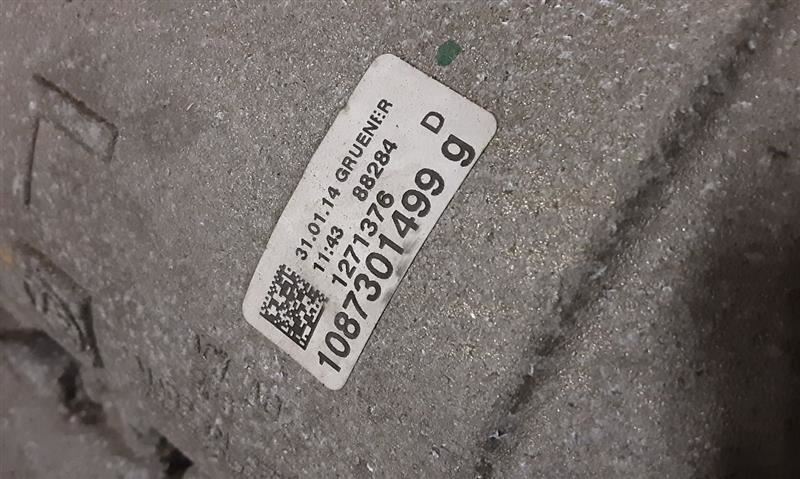 31.01.14 GRUENER
11:43 88284 D
1271376
1087301499 g